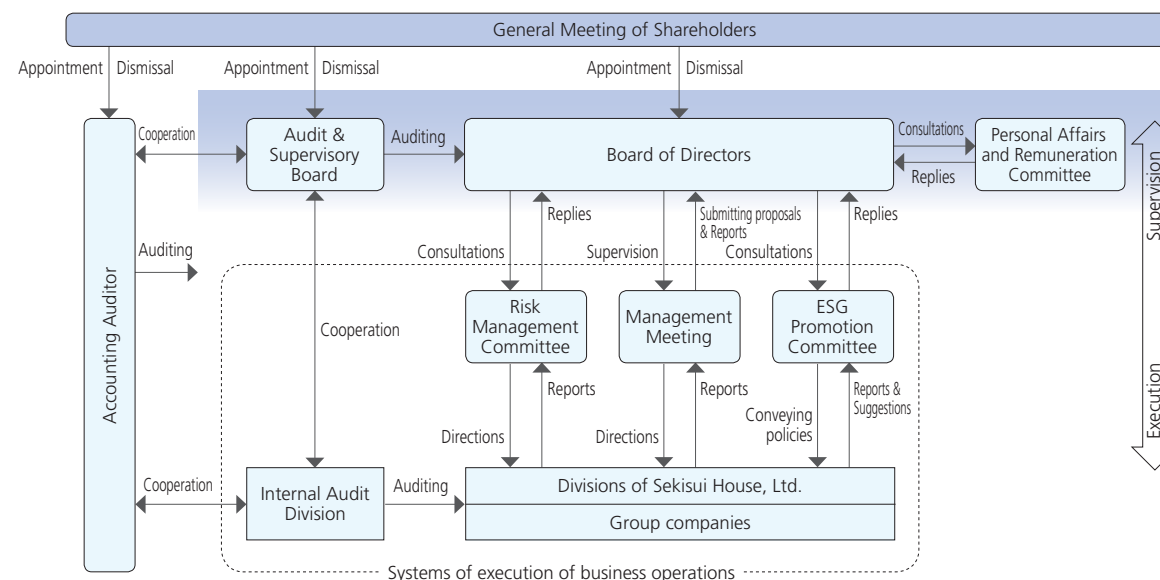 General Meeting of Shareholders
Appointment
Dismissal
Appointment
Dismissal
Appointment
Dismissal
Accounting Auditor
Cooperation
Audit &
Supervisory
Board
Auditing
Board of Directors
Consultations
Replies
Personal Affairs
and Remuneration
Committee
Supervision
Execution
Auditing
Cooperation
Consultations
Replies
Supervision
Submitting proposals
& Reports
Consultations
Replies
Risk
Management
Committee
Management
Meeting
ESG
Promotion
Committee
Directions
Reports
Directions
Reports
Conveying
policies
Reports &
Suggestions
Cooperation
Internal Audit
Division
Auditing
Divisions of Sekisui House, Ltd.
Group companies
Systems of execution of business operations